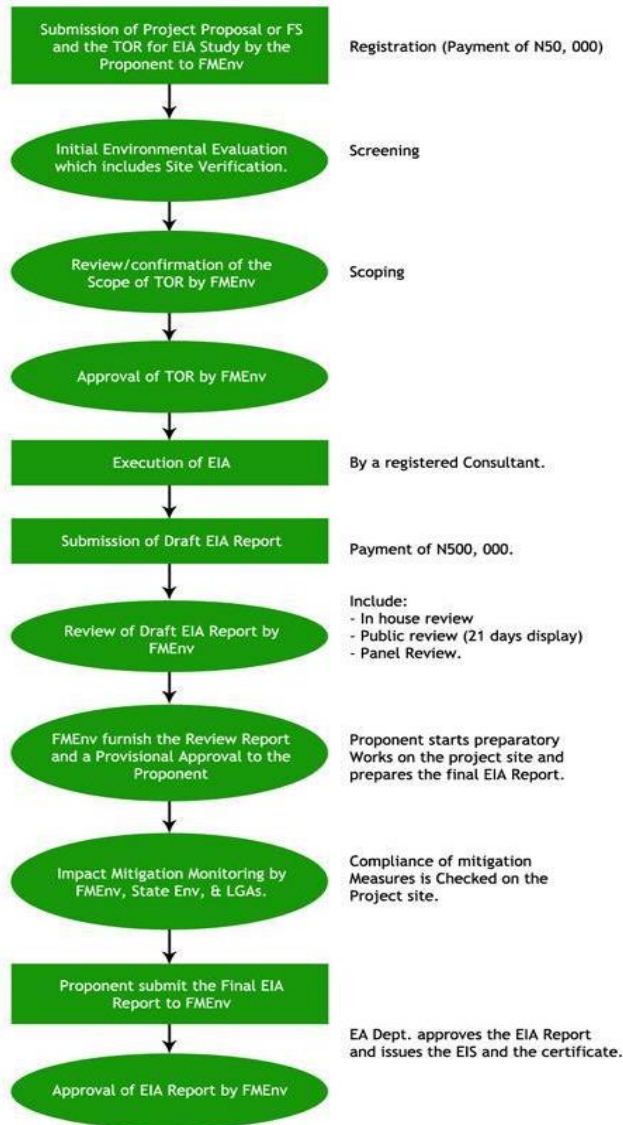 Submission of Project Proposal or FS
and the TOR for EIA Study by the
Proponent to FMEnv
Registration (Payment of N50, 000)
Initial Environmental Evaluation
which includes Site Verification.
Screening
Review/confirmation of the
Scope of TOR by FMEnv
Scoping
Approval of TOR by FMEnv
Execution of EIA
By a registered Consultant.
Submission of Draft EIA Report
Payment of N500, 000.
Review of Draft EIA Report by
FMEnv
Include:
- In house review
- Public review (21 days display)
- Panel Review.
FMEnv furnish the Review Report
and a Provisional Approval to the
Proponent
Proponent starts preparatory
Works on the project site and
prepares the final EIA Report.
Impact Mitigation Monitoring by
FMEnv, State Env, & LGAs.
Compliance of mitigation
Measures is Checked on the
Project site.
Proponent submit the Final EIA
Report to FMEnv
EA Dept. approves the EIA Report
and issues the EIS and the certificate.
Approval of EIA Report by FMEnv